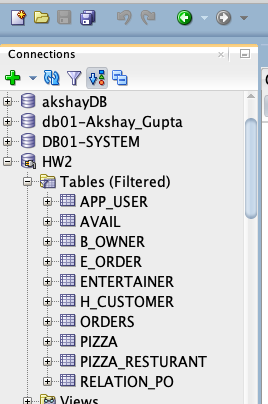 Connections
akshayDB
db01-Akshay_Gupta
DB01-SYSTEM
HW2
Tables (Filtered)
APP_USER
AVAIL
B_OWNER
E_ORDER
ENTERTAINER
H_CUSTOMER
ORDERS
PIZZA
PIZZA_RESTURANT
RELATION_PO
Views